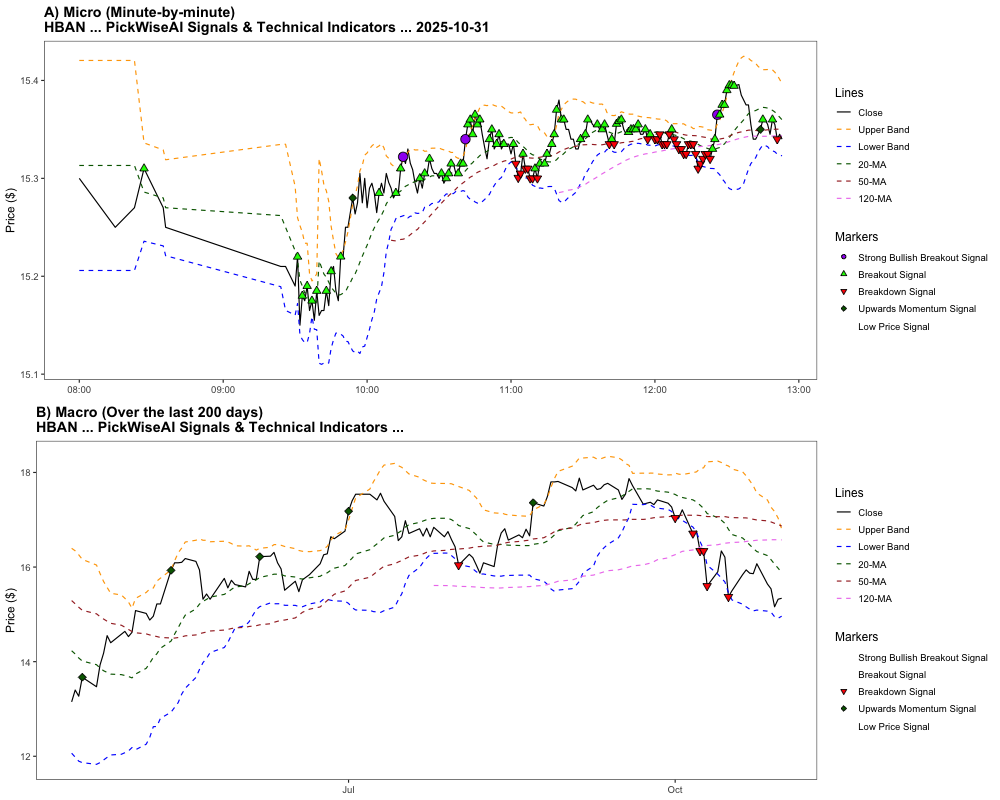 A) Micro (Minute-by-minute)
HBAN ... PickWiseAI Signals & Technical Indicators ... 2025-10-31
Price ($)
15.4
15.3
15.2
15.1
08:00 09:00 10:00 11:00 12:00 13:00
Lines
Close
Upper Band
Lower Band
20-MA
50-MA
120-MA
Markers
Strong Bullish Breakout Signal
Breakout Signal
Breakdown Signal
Upwards Momentum Signal
Low Price Signal
B) Macro (Over the last 200 days)
HBAN ... PickWiseAI Signals & Technical Indicators ...
Price ($)
18
16
14
12
Jul Oct
Lines
Close
Upper Band
Lower Band
20-MA
50-MA
120-MA
Markers
Strong Bullish Breakout Signal
Breakout Signal
Breakdown Signal
Upwards Momentum Signal
Low Price Signal